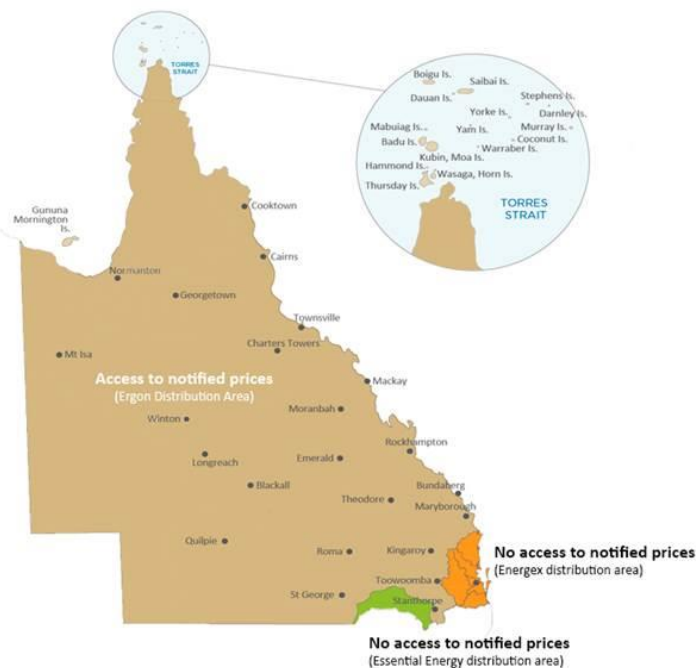 TORRES
STRAIT
Boigu Is.
Saibai Is.
Dauan Is.
Stephens Is.
Yorke Is.
Darnley Is.
Mabuiag Is.
Yam Is.
Murray Is.
Coconut Is.
Badu Is.
Warraber Is.
Kubin, Moa Is.
Hammond Is.
Wasaga, Horn Is.
Thursday Is.
TORRES
STRAIT
Gununa
Mornington
Is.
Cooktown
Cairns
Normanton
Georgetown
Townsville
Charters Towers
Mt Isa
Access to notified prices
(Ergon Distribution Area)
Mackay
Moranbah
Winton
Rockhampton
Longreach
Emerald
Blackall
Bundaberg
Theodore
Maryborough
Quilpie
Roma
Kingaroy
No access to notified prices
(Energex distribution area)
Toowoomba
St George
Stanthorpe
No access to notified prices
(Essential Energy distribution area)